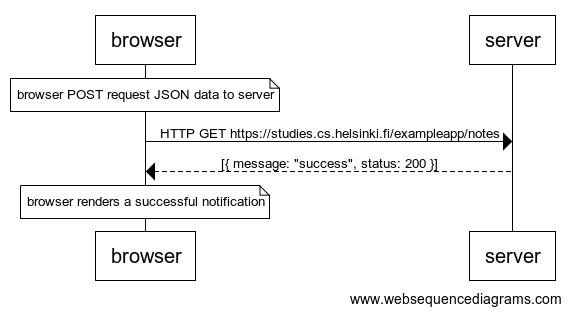 browser
server
browser POST request JSON data to server
HTTP GET https://studies.cs.helsinki.fi/exampleapp/notes
[{ message: "success", status: 200 }]
browser renders a successful notification
browser
server
www.websequencediagrams.com